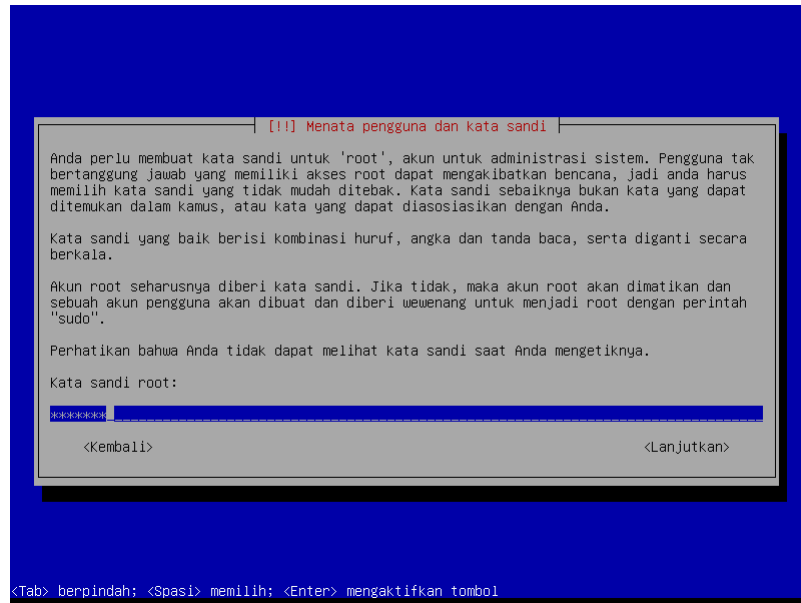 [!!] Menata pengguna dan kata sandi
Anda perlu membuat kata sandi untuk 'root', akun untuk administrasi sistem. Pengguna tak
bertanggung jawab yang memiliki akses root dapat mengakibatkan bencana, jadi anda harus
memilih kata sandi yang tidak mudah ditebak. Kata sandi sebaiknya bukan kata yang dapat
ditemukan dalam kamus, atau kata yang dapat diasosiasikan dengan Anda.
Kata sandi yang baik berisi kombinasi huruf, angka dan tanda baca, serta diganti secara
berkala.
Akun root seharusnya diberi kata sandi. Jika tidak, maka akun root akan dimatikan dan
sebuah akun pengguna akan dibuat dan diberi wewenang untuk menjadi root dengan perintah
"sudo".
Perhatikan bahwa Anda tidak dapat melihat kata sandi saat Anda mengetiknya.
Kata sandi root:
*******
<Kembali> <Lanjutkan>
<Tab> berpindah; <Spasi> memilih; <Enter> mengaktifkan tombol